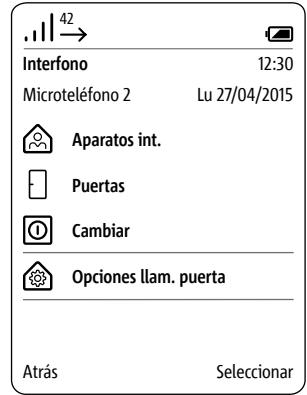 42
Interfono 12:30
Microteléfono 2 Lu 27/04/2015
Aparatos int.
Puertas
Cambiar
Opciones llam. puerta
Atrás Seleccionar